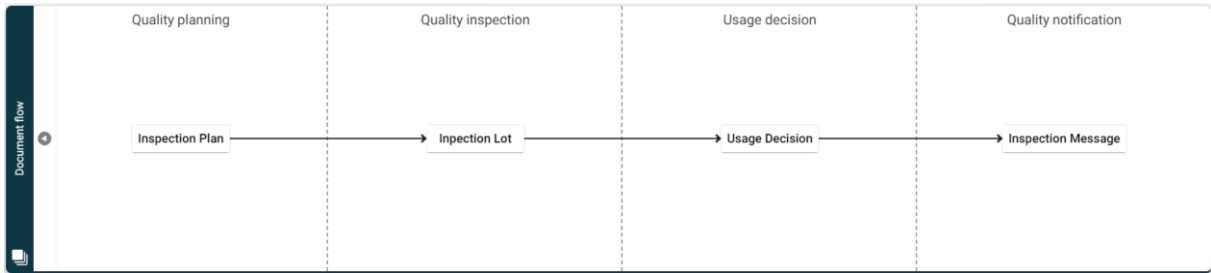 Quality planning
Quality inspection
Usage decision
Quality notification
Document flow
Inspection Plan
Inpection Lot
Usage Decision
Inspection Message